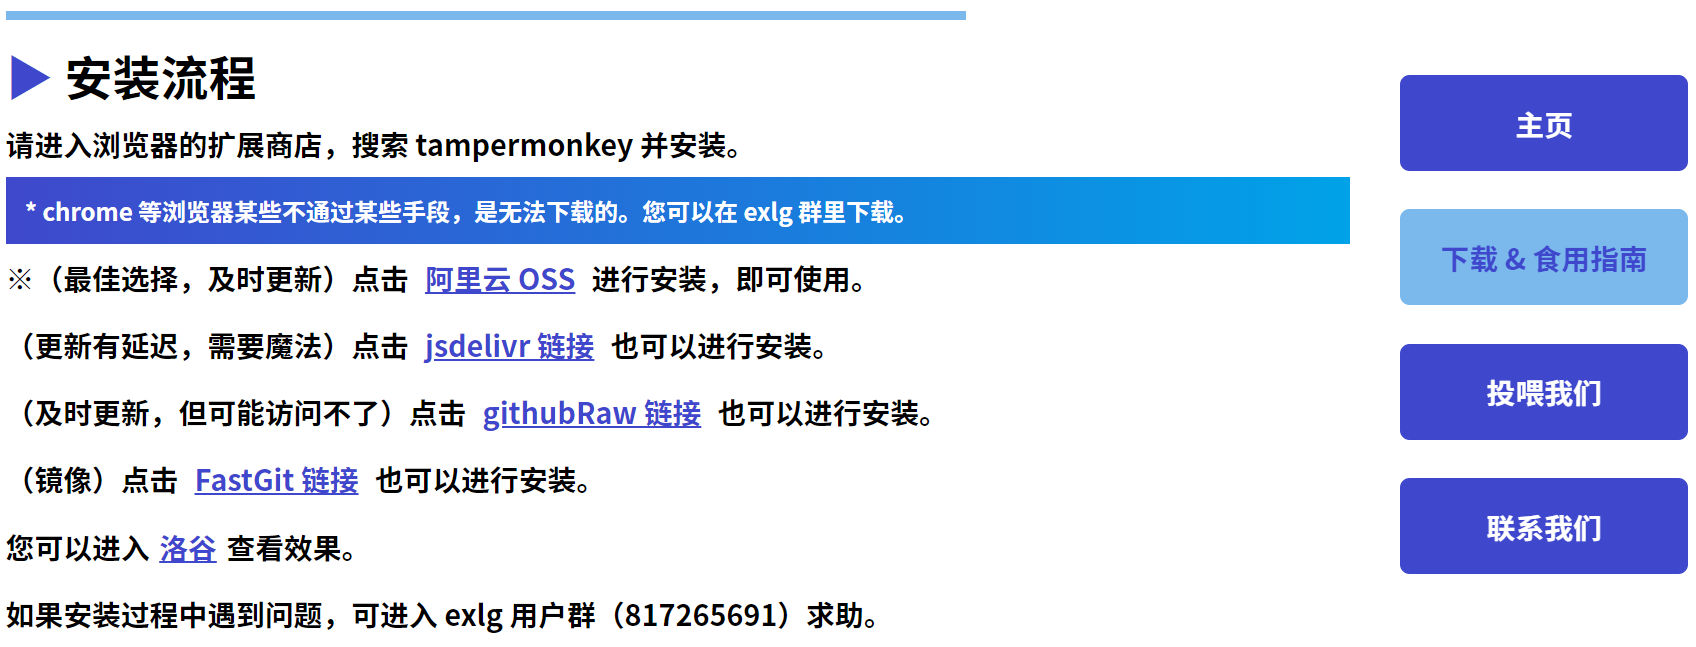 ▶ 安装流程
请进入浏览器的扩展商店，搜索 tampermonkey 并安装。
* chrome 等浏览器某些不通过某些手段，是无法下载的。您可以在 exlg 群里下载。
※（最佳选择，及时更新）点击 阿里云 OSS 进行安装，即可使用。
（更新有延迟，需要魔法）点击 jsdelivr 链接 也可以进行安装。
（及时更新，但可能访问不了）点击 githubRaw 链接 也可以进行安装。
（镜像）点击 FastGit 链接 也可以进行安装。
您可以进入 洛谷 查看效果。
如果安装过程中遇到问题，可进入 exlg 用户群（817265691）求助。
主页
下载 & 食用指南
投喂我们
联系我们